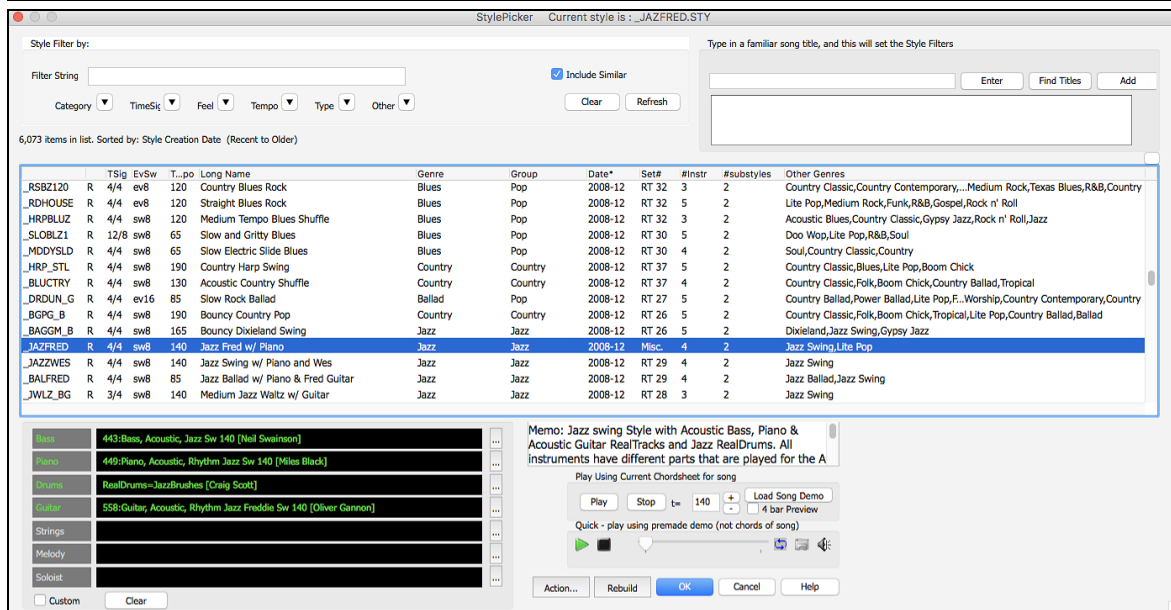 StylePicker Current style is : _JAZFRED.STY
Style Filter by:
Type in a familiar song title, and this will set the Style Filters
Filter String
Include Similar
Enter Find Titles Add
Category TimeSig Feel Tempo Type Other Clear Refresh
6,073 items in list. Sorted by: Style Creation Date (Recent to Older)
TSig EvSw T...po Long Name Genre Group Date* Set# #Instr #substyles Other Genres
_RSBZ120 R 4/4 ev8 120 Country Blues Rock Blues Pop 2008-12 RT 32 3 2 Country Classic,Country Contemporary,...Medium Rock,Texas Blues,R&B,Country
_RDHOUSE R 4/4 ev8 120 Straight Blues Rock Blues Pop 2008-12 RT 32 5 2 Lite Pop,Medium Rock,Funk,R&B,Gospel,Rock n' Roll
_HRPBLUZ R 4/4 sw8 120 Medium Tempo Blues Shuffle Blues Pop 2008-12 RT 32 3 2 Acoustic Blues,Country Classic,Gypsy Jazz,Rock n' Roll,Jazz
_SLOBLZ1 R 12/8 sw8 65 Slow and Gritty Blues Blues Pop 2008-12 RT 30 5 2 Doo Wop,Lite Pop,R&B,Soul
_MDDYSLD R 4/4 sw8 65 Slow Electric Slide Blues Blues Pop 2008-12 RT 30 4 2 Soul,Country Classic,Country
_HRP_STL R 4/4 sw8 190 Country Harp Swing Country Country 2008-12 RT 37 5 2 Country Classic,Blues,Lite Pop,Boom Chick
_BLUCTRY R 4/4 sw8 130 Acoustic Country Shuffle Country Country 2008-12 RT 37 4 2 Country Classic,Folk,Boom Chick,Country Ballad,Tropical
_DRDUN_G R 4/4 ev16 85 Slow Rock Ballad Ballad Pop 2008-12 RT 27 5 2 Country Ballad,Power Ballad,Lite Pop,F...Worship,Country Contemporary,Country
_BGPG_B R 4/4 sw8 190 Bouncy Country Pop Country Country 2008-12 RT 26 5 2 Country Classic,Folk,Boom Chick,Tropical,Lite Pop,Country Ballad,Ballad
_BAGGM_B R 4/4 sw8 165 Bouncy Dixieland Swing Jazz Jazz 2008-12 RT 26 5 2 Dixieland,Jazz Swing,Gypsy Jazz
_JAZFRED R 4/4 sw8 140 Jazz Fred w/ Piano Jazz Jazz 2008-12 Misc. 4 2 Jazz Swing,Lite Pop
_JAZZWES R 4/4 sw8 140 Jazz Swing w/ Piano and Wes Jazz Jazz 2008-12 RT 29 4 2 Jazz Swing
_BALFRED R 4/4 sw8 85 Jazz Ballad w/ Piano & Fred Guitar Jazz Jazz 2008-12 RT 29 4 2 Jazz Ballad,Jazz Swing
_JWLZ_BG R 3/4 sw8 140 Medium Jazz Waltz w/ Guitar Jazz Jazz 2008-12 RT 28 3 2 Jazz Swing
Bass 443:Bass, Acoustic, Jazz Sw 140 [Neil Swainson] ...
Piano 449:Piano, Acoustic, Rhythm Jazz Sw 140 [Miles Black] ...
Drums RealDrums=JazzBrushes [Craig Scott] ...
Guitar 558:Guitar, Acoustic, Rhythm Jazz Freddie Sw 140 [Oliver Gannon] ...
Strings ...
Melody ...
Soloist ...
Custom Clear
Memo: Jazz swing Style with Acoustic Bass, Piano &
Acoustic Guitar RealTracks and Jazz RealDrums. All
instruments have different parts that are played for the A
Play Using Current Chordsheet for song
Play Stop t= 140 + - Load Song Demo
4 bar Preview
Quick - play using premade demo (not chords of song)
Action... Rebuild OK Cancel Help